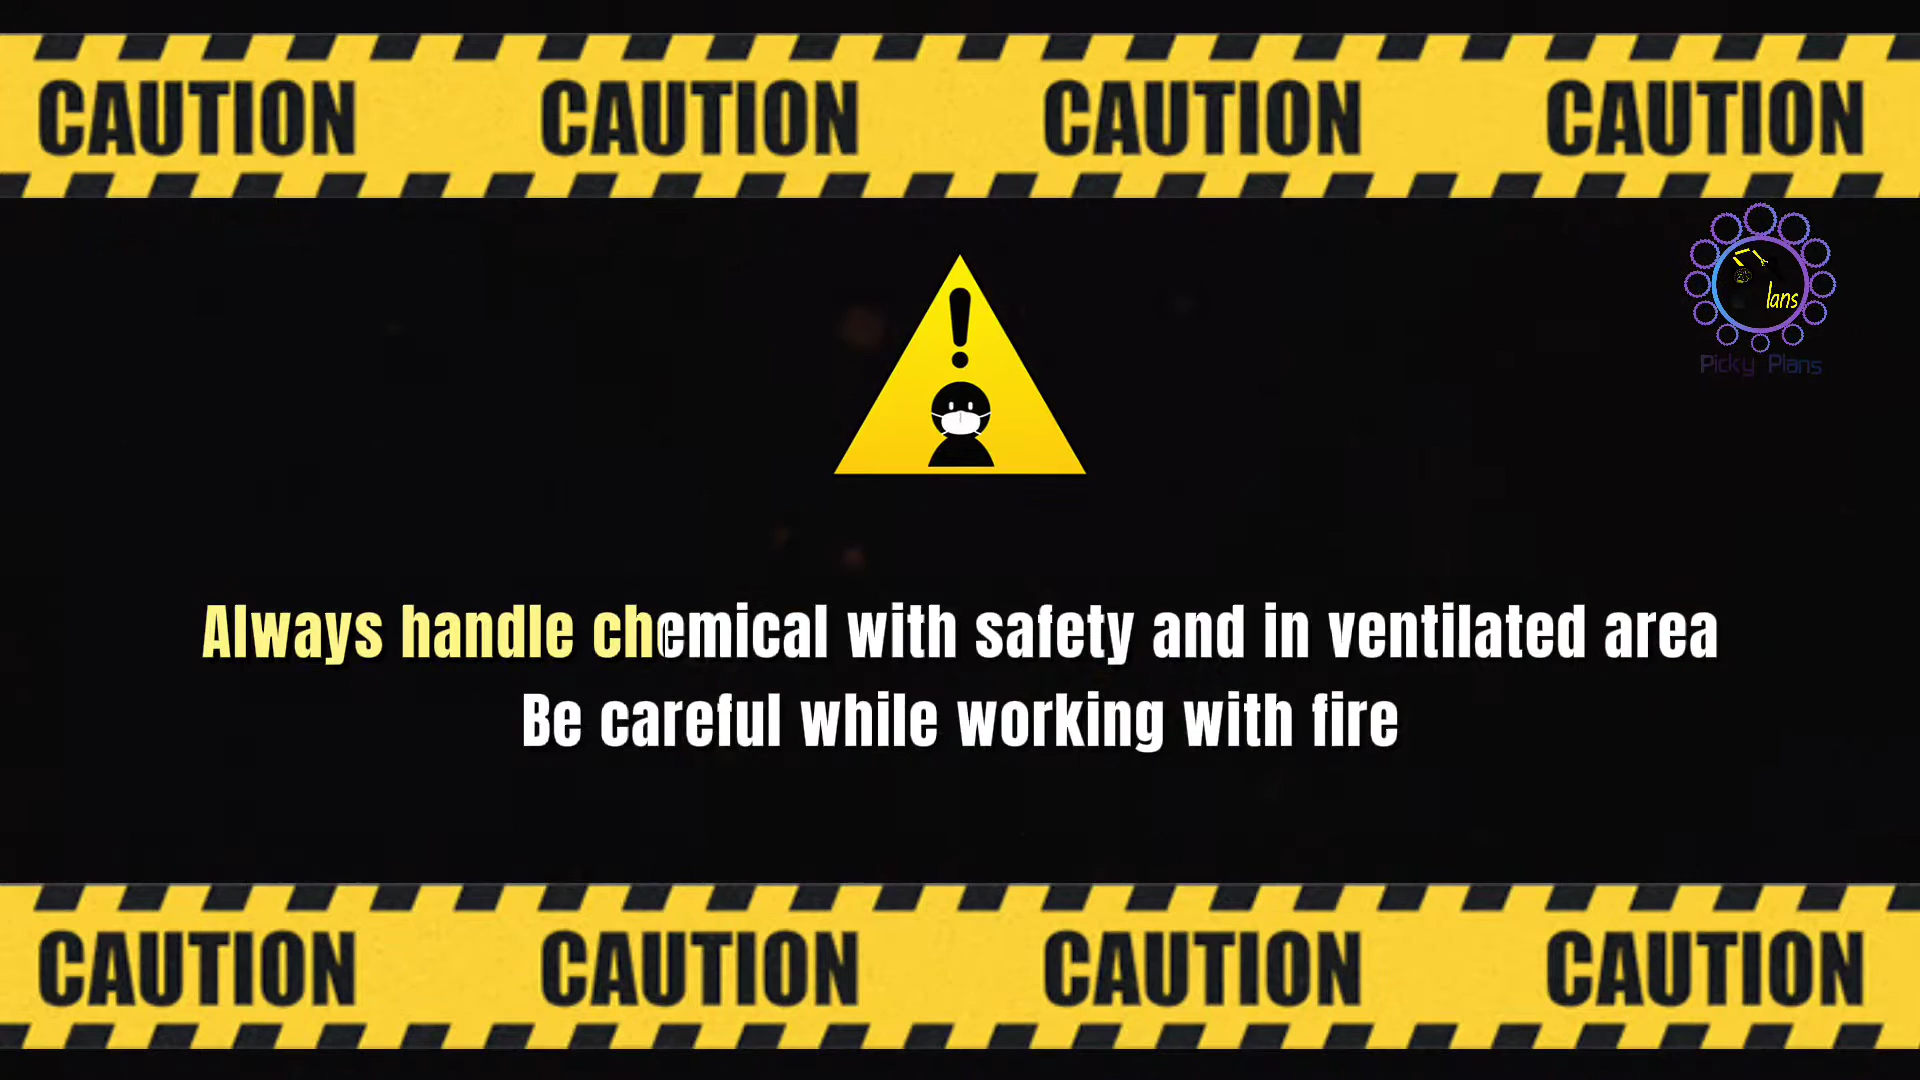 CAUTION CAUTION CAUTION CAUTION
lans
Picky Plans
Always handle chemical with safety and in ventilated area
Be careful while working with fire
CAUTION CAUTION CAUTION CAUTION